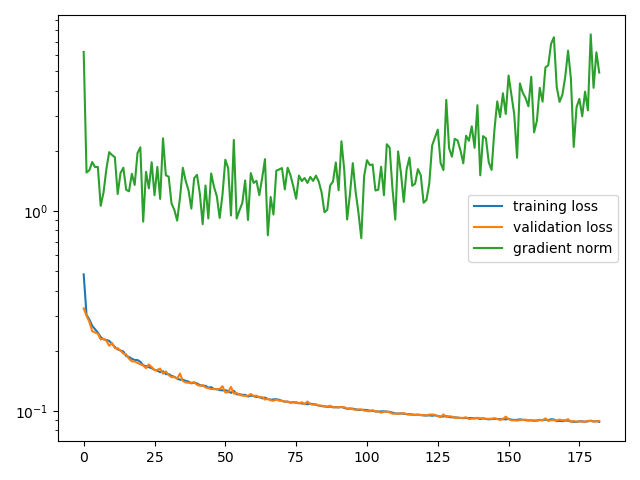 10⁰
10⁻¹
training loss
validation loss
gradient norm
0 25 50 75 100 125 150 175